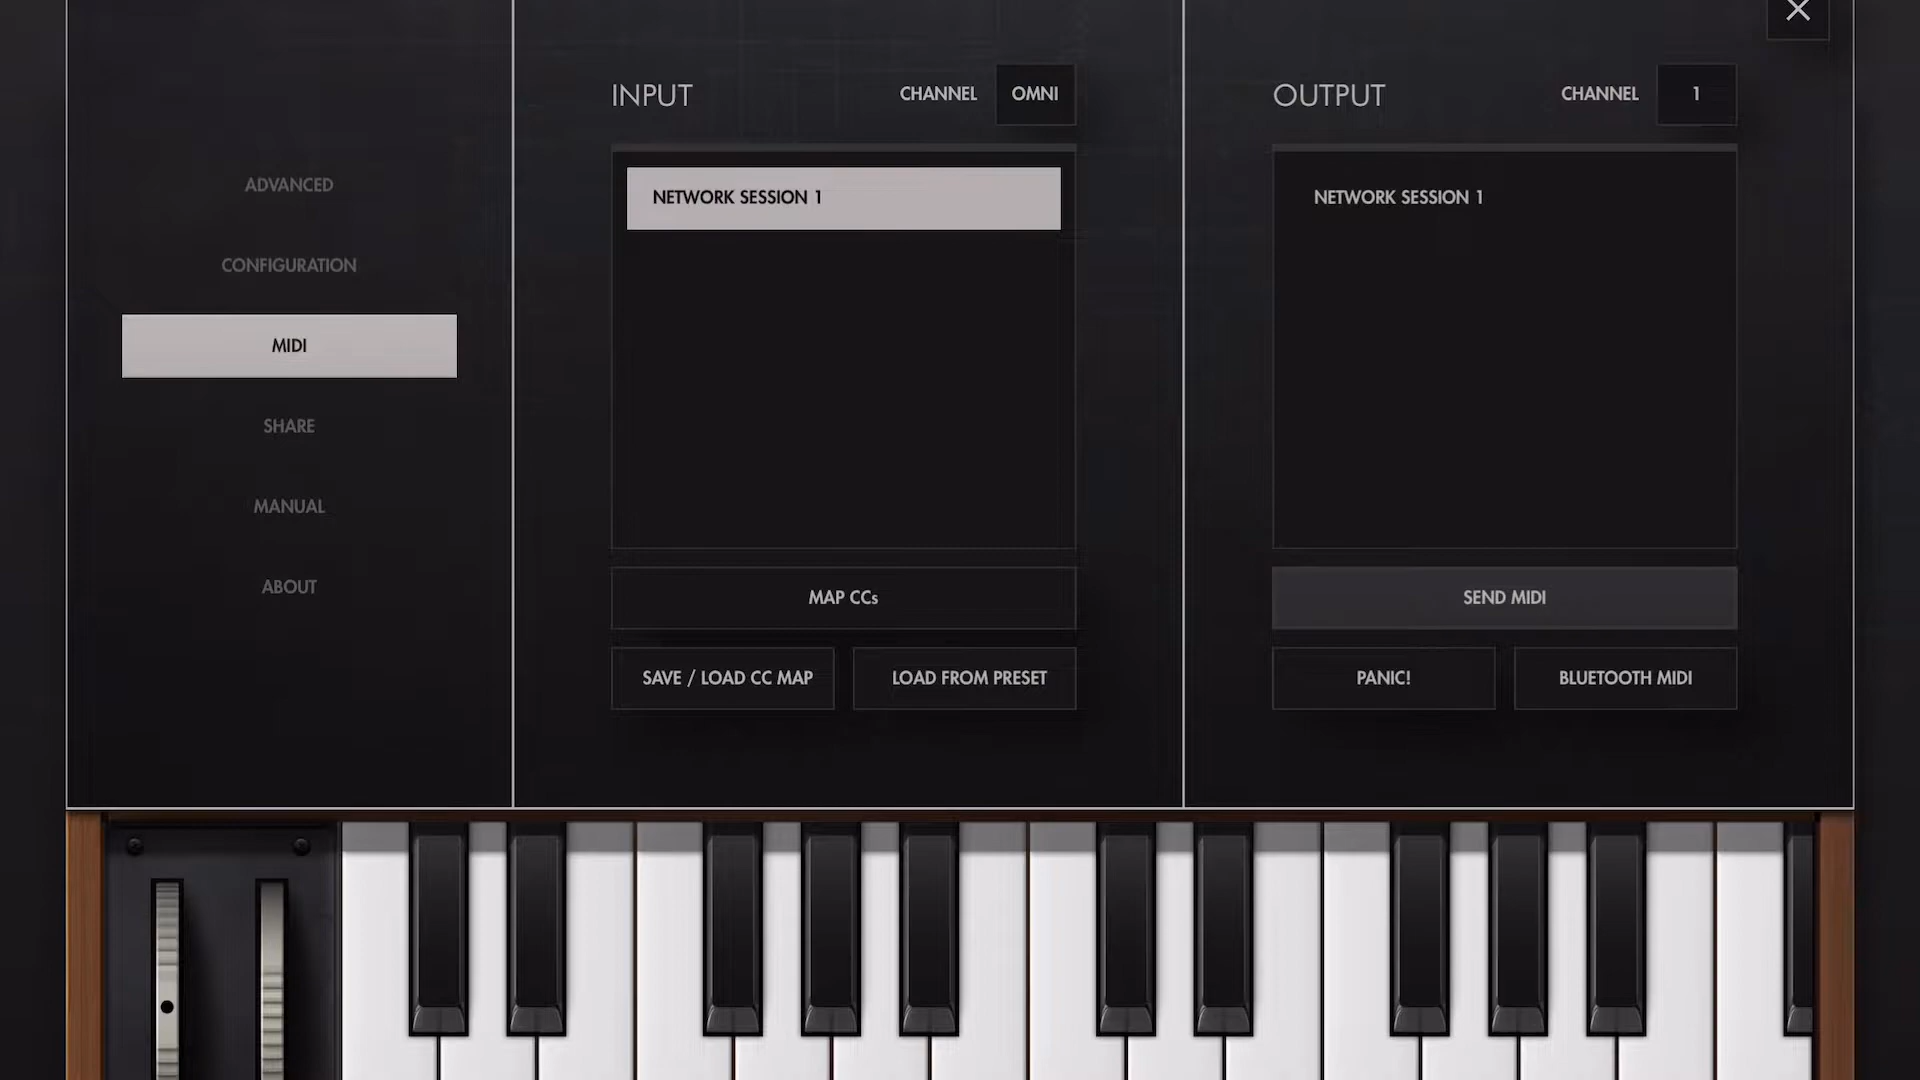 ADVANCED
CONFIGURATION
MIDI
SHARE
MANUAL
ABOUT
INPUT CHANNEL OMNI
NETWORK SESSION 1
MAP CCs
SAVE / LOAD CC MAP LOAD FROM PRESET
OUTPUT CHANNEL 1
NETWORK SESSION 1
SEND MIDI
PANIC! BLUETOOTH MIDI